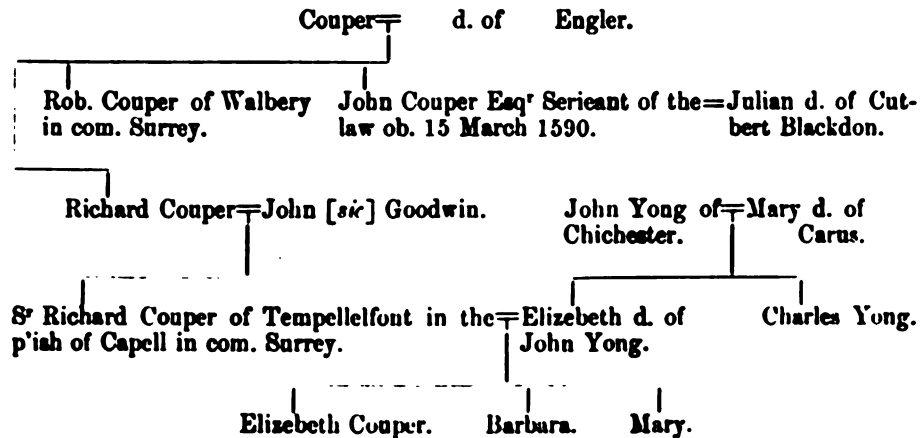 Couper = d. of Engler.
Rob. Couper of Walbery
in com. Surrey.
John Couper Esqr Serieant of the = Julian d. of Cut-
law ob. 15 March 1590. bert Blackdon.
Richard Couper = John [sic] Goodwin.
John Yong of = Mary d. of
Chichester. Carus.
Sr Richard Couper of Tempellelfont in the = Elizebeth d. of
p'ish of Capell in com. Surrey. John Yong.
Charles Yong.
Elizebeth Couper. Barbara. Mary.